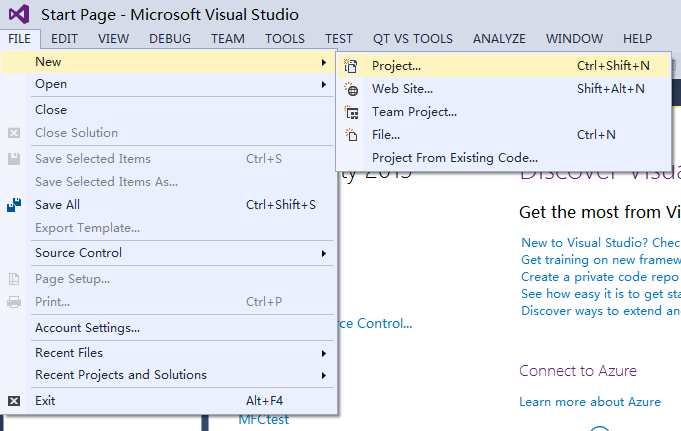 Start Page - Microsoft Visual Studio
FILE EDIT VIEW DEBUG TEAM TOOLS TEST QT VS TOOLS ANALYZE WINDOW HELP
New
Open
Close
Close Solution
Save Selected Items Ctrl+S
Save Selected Items As...
Save All Ctrl+Shift+S
Export Template...
Source Control
Page Setup...
Print... Ctrl+P
Account Settings...
Recent Files
Recent Projects and Solutions
Exit Alt+F4
Project... Ctrl+Shift+N
Web Site... Shift+Alt+N
Team Project...
File... Ctrl+N
Project From Existing Code...
Control...
MFCtest
Discover Visua
Get the most from Vi
New to Visual Studio? Chec
Get training on new framew
Create a private code repo
See how easy it is to get sta
Discover ways to extend an
Connect to Azure
Learn more about Azure